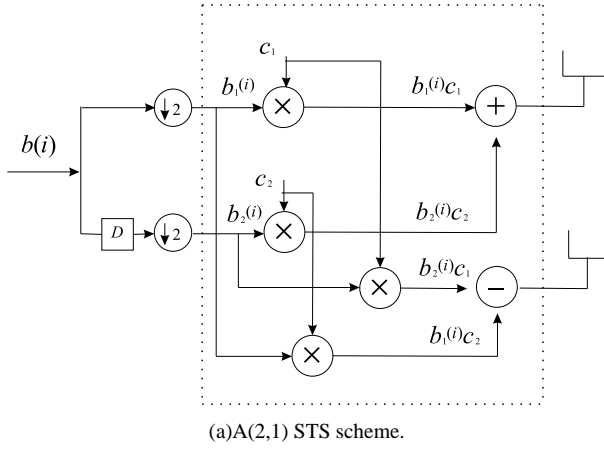 c₁
b₁⁽ⁱ⁾
b₁⁽ⁱ⁾c₁
↓2
×
+
b(i)
c₂
b₂⁽ⁱ⁾
b₂⁽ⁱ⁾c₂
D
↓2
×
b₂⁽ⁱ⁾c₁
×
−
b₁⁽ⁱ⁾c₂
×
(a)A(2,1) STS scheme.